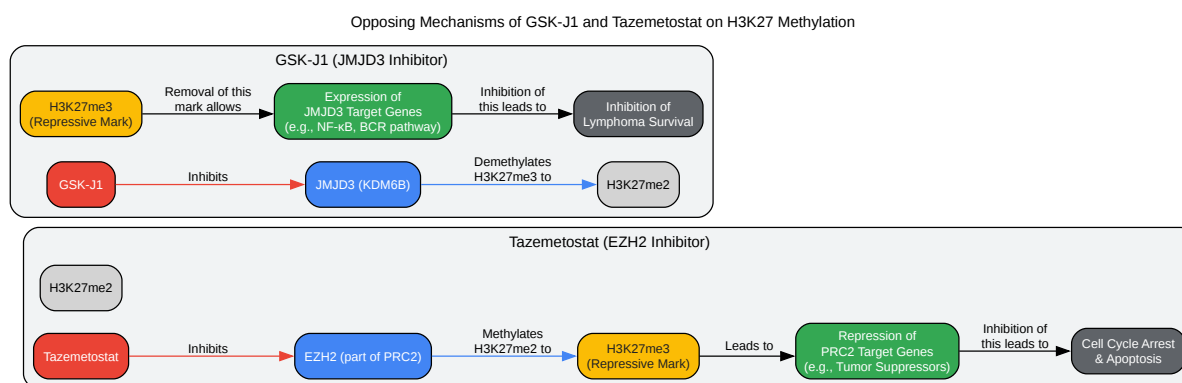 Opposing Mechanisms of GSK-J1 and Tazemetostat on H3K27 Methylation
GSK-J1 (JMJD3 Inhibitor)
H3K27me3
(Repressive Mark)
Removal of this
mark allows
Expression of
JMJD3 Target Genes
(e.g., NF-κB, BCR pathway)
Inhibition of
this leads to
Inhibition of
Lymphoma Survival
GSK-J1
Inhibits
JMJD3 (KDM6B)
Demethylates
H3K27me3 to
H3K27me2
Tazemetostat (EZH2 Inhibitor)
H3K27me2
Tazemetostat
Inhibits
EZH2 (part of PRC2)
Methylates
H3K27me2 to
H3K27me3
(Repressive Mark)
Leads to
Repression of
PRC2 Target Genes
(e.g., Tumor Suppressors)
Inhibition of
this leads to
Cell Cycle Arrest
& Apoptosis